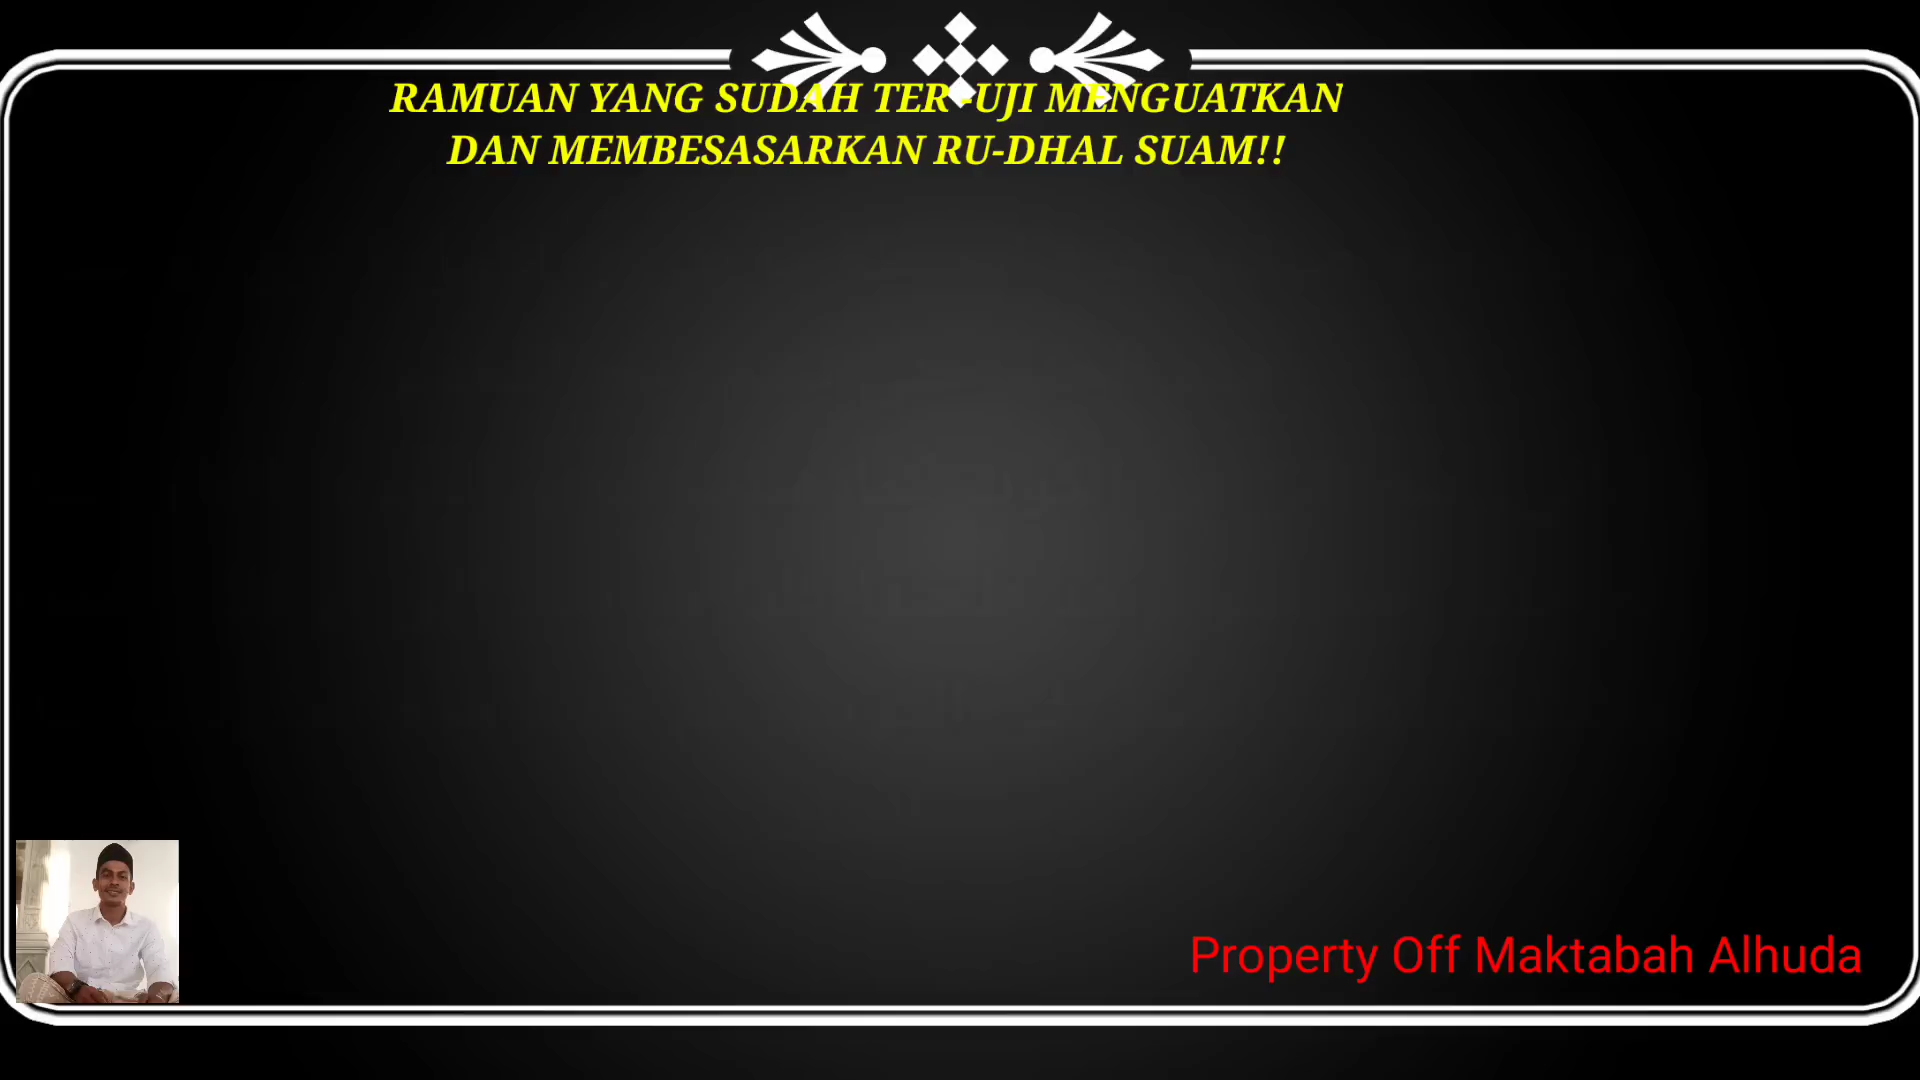 RAMUAN YANG SUDAH TER -UJI MENGUATKAN
DAN MEMBESASARKAN RU-DHAL SUAM!!
Property Off Maktabah Alhuda